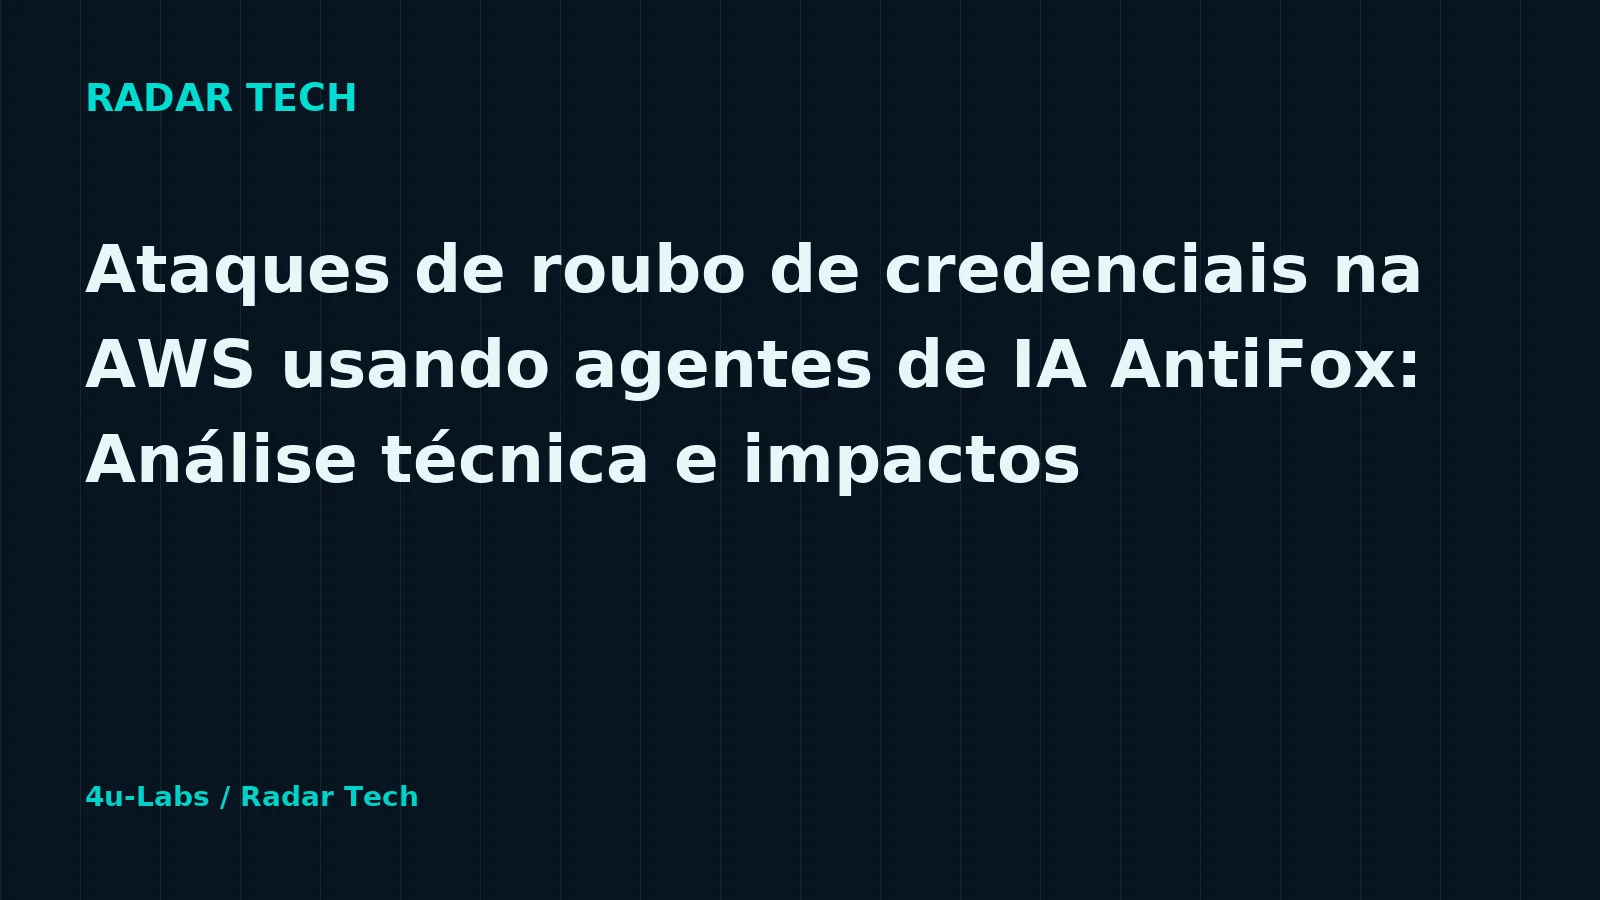 RADAR TECH
Ataques de roubo de credenciais na
AWS usando agentes de IA AntiFox:
Análise técnica e impactos
4u-Labs / Radar Tech